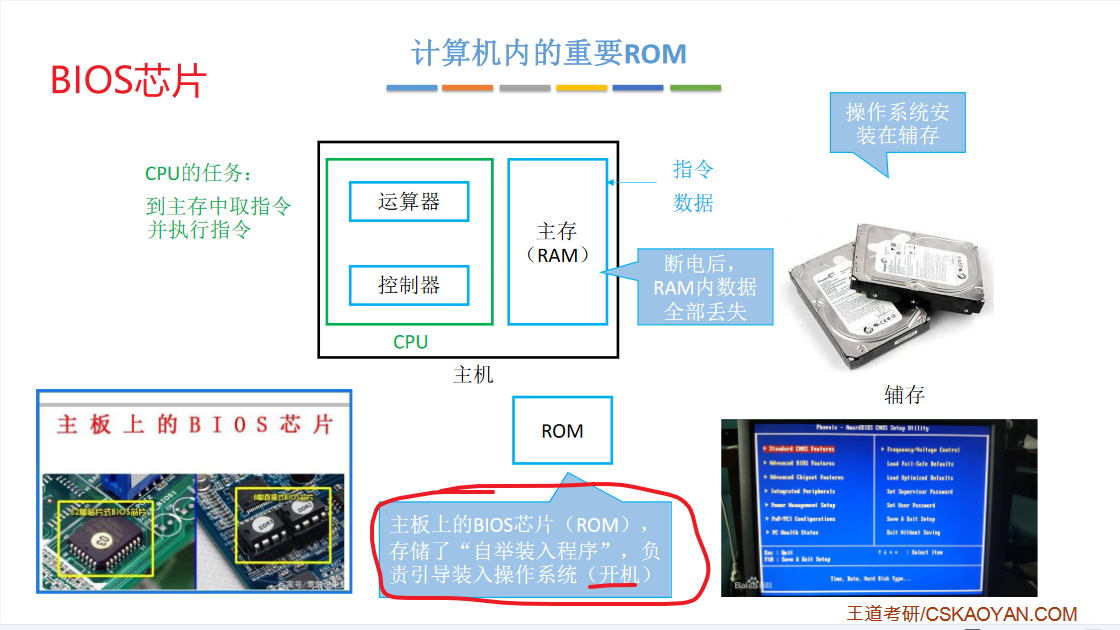 计算机内的重要ROM
BIOS芯片
操作系统安
装在辅存
CPU的任务：
到主存中取指令
并执行指令
运算器
控制器
CPU
主存
（RAM）
指令
数据
断电后，
RAM内数据
全部丢失
主机
辅存
主板上的BIOS芯片
32脚贴片式BIOS芯片
8脚直插式BIOS芯片
ROM
主板上的BIOS芯片（ROM），
存储了“自举装入程序”，负
责引导装入操作系统（开机）
Phoenix - AwardBIOS CMOS Setup Utility
Standard CMOS Features
Advanced BIOS Features
Advanced Chipset Features
Integrated Peripherals
Power Management Setup
PnP/PCI Configurations
PC Health Status
Frequency/Voltage Control
Load Fail-Safe Defaults
Load Optimized Defaults
Set Supervisor Password
Set User Password
Save & Exit Setup
Exit Without Saving
Esc : Quit
F10 : Save & Exit Setup
↑↓←→ : Select Item
Time, Date, Hard Disk Type...
王道考研/CSKAOYAN.COM